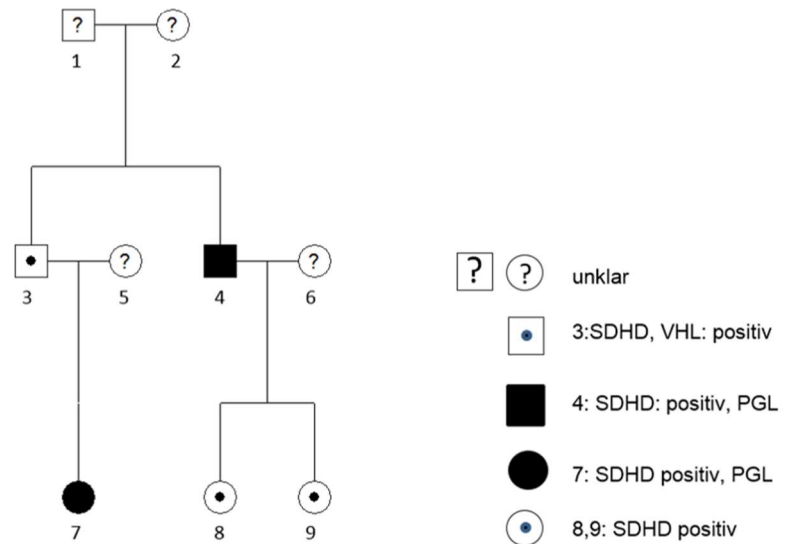 ? ?
1 2
? ?
3 5 4 6
7 8 9
? ? unklar
3:SDHD, VHL: positiv
4: SDHD: positiv, PGL
7: SDHD positiv, PGL
8,9: SDHD positiv